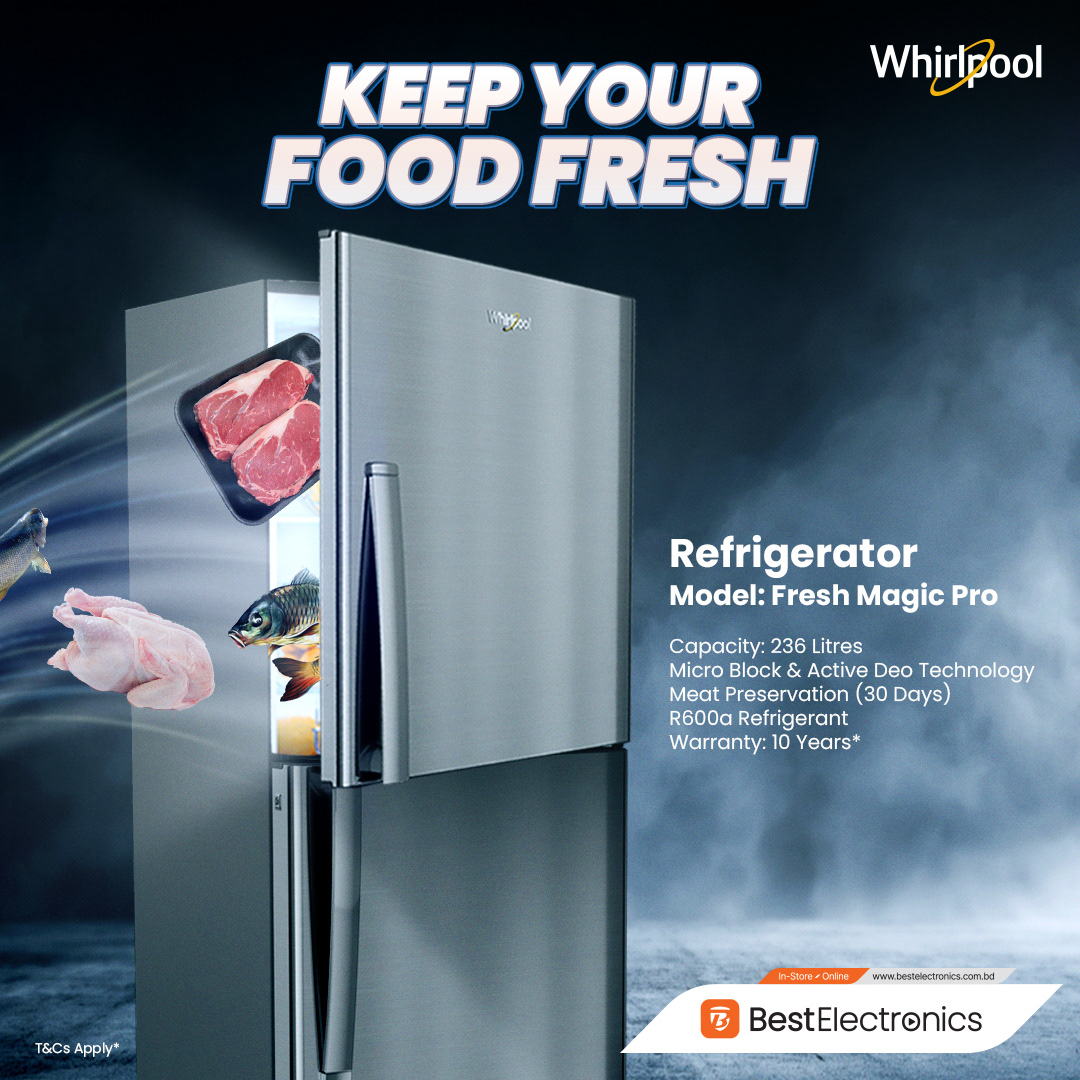 Whirlpool
KEEP YOUR
FOOD FRESH
Whirlpool
Refrigerator
Model: Fresh Magic Pro
Capacity: 236 Litres
Micro Block & Active Deo Technology
Meat Preservation (30 Days)
R600a Refrigerant
Warranty: 10 Years*
In-Store Online www.bestelectronics.com.bd
BestElectronics
T&Cs Apply*